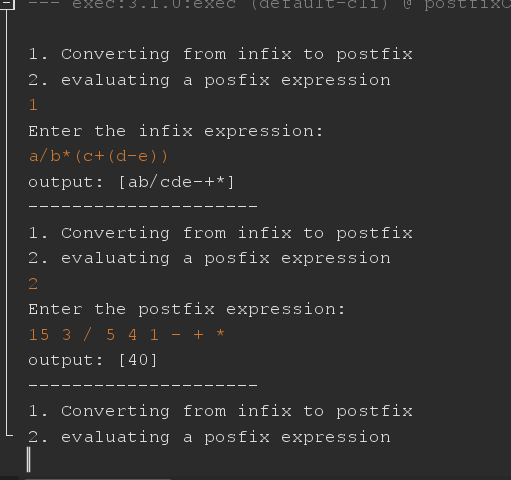 --- exec:3.1.0:exec (default-cli) @ postfixC
1. Converting from infix to postfix
2. evaluating a posfix expression
1
Enter the infix expression:
a/b*(c+(d-e))
output: [ab/cde-+*]
---------------------
1. Converting from infix to postfix
2. evaluating a posfix expression
2
Enter the postfix expression:
15 3 / 5 4 1 - + *
output: [40]
---------------------
1. Converting from infix to postfix
2. evaluating a posfix expression